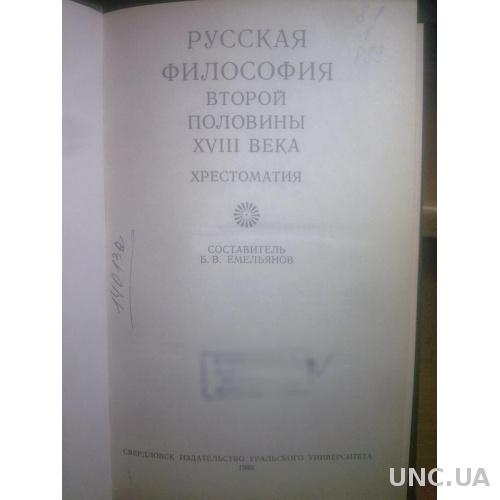 РУССКАЯ
ФИЛОСОФИЯ
ВТОРОЙ
ПОЛОВИНЫ
XVIII ВЕКА
ХРЕСТОМАТИЯ
СОСТАВИТЕЛЬ
Б. В. ЕМЕЛЬЯНОВ
СВЕРДЛОВСК ИЗДАТЕЛЬСТВО УРАЛЬСКОГО УНИВЕРСИТЕТА
UNC.UA